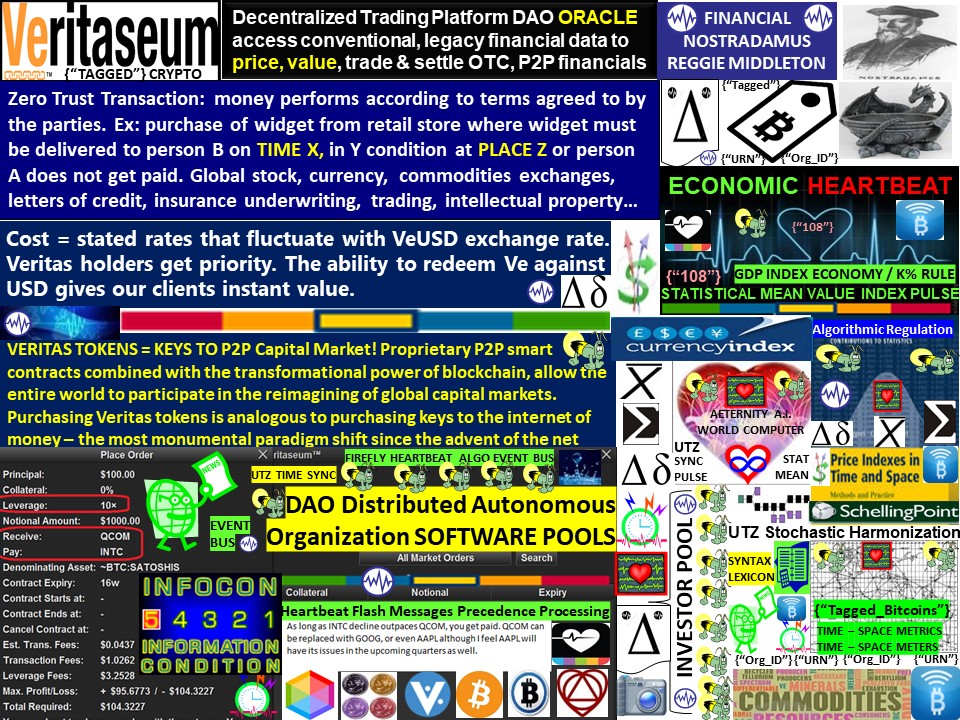 Veritaseum
{"TAGGED"} CRYPTO
Decentralized Trading Platform DAO ORACLE
access conventional, legacy financial data to
price, value, trade & settle OTC, P2P financials
FINANCIAL
NOSTRADAMUS
REGGIE MIDDLETON
NOSTRADAMUS
Zero Trust Transaction: money performs according to terms agreed to by
the parties. Ex: purchase of widget from retail store where widget must
be delivered to person B on TIME X, in Y condition at PLACE Z or person
A does not get paid. Global stock, currency, commodities exchanges,
letters of credit, insurance underwriting, trading, intellectual property...
{"Tagged"}
Δ
{"URN"}
{"Org_ID"}
ECONOMIC HEARTBEAT
{"108"}
{"108"}
GDP INDEX ECONOMY / K% RULE
STATISTICAL MEAN VALUE INDEX PULSE
Cost = stated rates that fluctuate with VeUSD exchange rate.
Veritas holders get priority. The ability to redeem Ve against
USD gives our clients instant value.
Δδ
VERITAS TOKENS = KEYS TO P2P Capital Market! Proprietary P2P smart
contracts combined with the transformational power of blockchain, allow the
entire world to participate in the reimagining of global capital markets.
Purchasing Veritas tokens is analogous to purchasing keys to the internet of
money – the most monumental paradigm shift since the advent of the net
£ $ € ¥
currencyindex
Algorithmic Regulation
CONTRIBUTIONS TO STATISTICS
X
Σ
AETERNITY A.I.
WORLD COMPUTER
Δδ
X
Σ
Δδ
UTZ
SYNC
PULSE
STAT
MEAN
Price Indexes in
Time and Space
Methods and Practice
SchellingPoint
Place Order
Principal: $100.00
Collateral: 0%
Leverage: 10×
Notional Amount: $1000.00
Receive: QCOM
Pay: INTC
Denominating Asset: ~BTC:SATOSHIS
Contract Expiry: 16w
Contract Starts at: -
Contract Ends at: -
Cancel Contract at: -
Est. Trans. Fees: $0.0437
Transaction Fees: $1.0262
Leverage Fees: $3.2528
Max. Profit/Loss: + $95.6773 / - $104.3227
Total Required: $104.3227
NEWS
EVENT
BUS
INFOCON
5 4 3 2 1
INFORMATION
CONDITION
ritaseum™
FIREFLY HEARTBEAT ALGO EVENT BUS
UTZ TIME SYNC
DAO Distributed Autonomous
Organization SOFTWARE POOLS
All Market Orders
Search
Collateral Notional Expiry
Heartbeat Flash Messages Precedence Processing
As long as INTC decline outpaces QCOM, you get paid. QCOM can
be replaced with GOOG, or even AAPL although I feel AAPL will
have its issues in the upcoming quarters as well.
Δ
INVESTOR POOL
UTZ Stochastic Harmonization
SYNTAX
LEXICON
{"Tagged_Bitcoins"}
TIME – SPACE METRICS
TIME – SPACE METERS
{"Org_ID"} {"URN"} {"Org_ID"} {"URN"}
MINERALS
COMMODITIES
RESOURCES